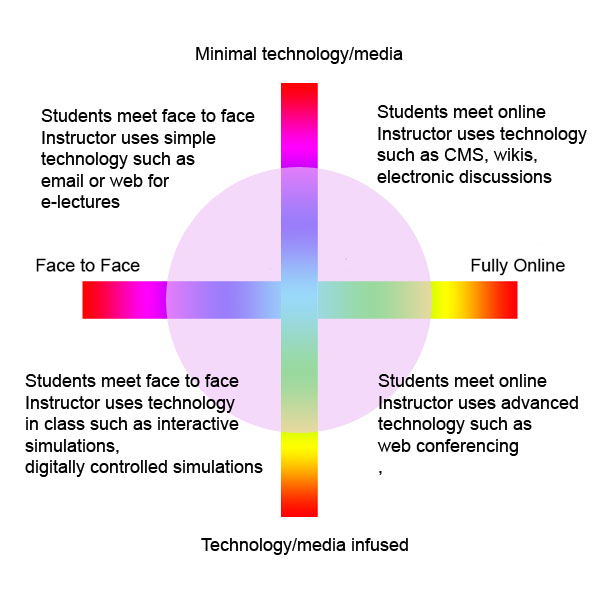 Minimal technology/media
Students meet face to face
Instructor uses simple
technology such as
email or web for
e-lectures
Students meet online
Instructor uses technology
such as CMS, wikis,
electronic discussions
Face to Face
Fully Online
Students meet face to face
Instructor uses technology
in class such as interactive
simulations,
digitally controlled simulations
Students meet online
Instructor uses advanced
technology such as
web conferencing
,
Technology/media infused